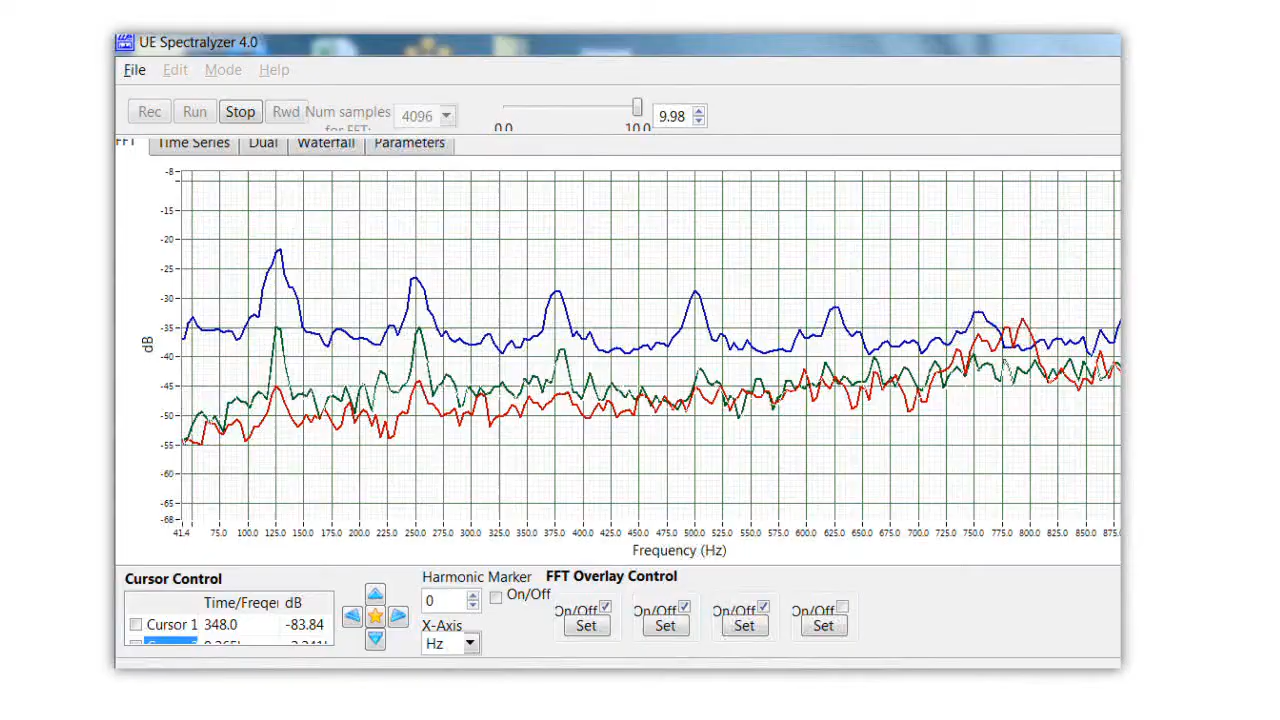 UE Spectralyzer 4.0
File Edit Mode Help
Rec Run Stop Rwd Num samples for FFT: 4096 0.0 10.0 9.98
FFT Time Series Dual Waterfall Parameters
-8
-15
-20
-25
-30
-35
-40
-45
-50
-55
-60
-65
-68
dB
41.4 75.0 100.0 125.0 150.0 175.0 200.0 225.0 250.0 275.0 300.0 325.0 350.0 375.0 400.0 425.0 450.0 475.0 500.0 525.0 550.0 575.0 600.0 625.0 650.0 675.0 700.0 725.0 750.0 775.0 800.0 825.0 850.0 875.
Frequency (Hz)
Cursor Control
Time/Freqer dB
Cursor 1 348.0 -83.84
Harmonic Marker
0 On/Off
X-Axis
Hz
FFT Overlay Control
On/Off On/Off On/Off On/Off
Set Set Set Set